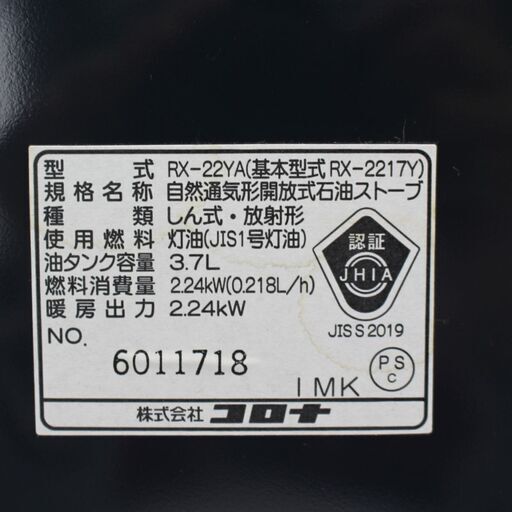 型式 RX-22YA(基本型式 RX-2217Y)
規格名称 自然通気形開放式石油ストーブ
種類 しん式・放射形
使用燃料 灯油(JIS1号灯油)
油タンク容量 3.7L
燃料消費量 2.24kW(0.218L/h)
暖房出力 2.24kW
認証
JHIA
JIS S 2019
NO.
6011718
IMK
PS
C
株式会社 コロナ